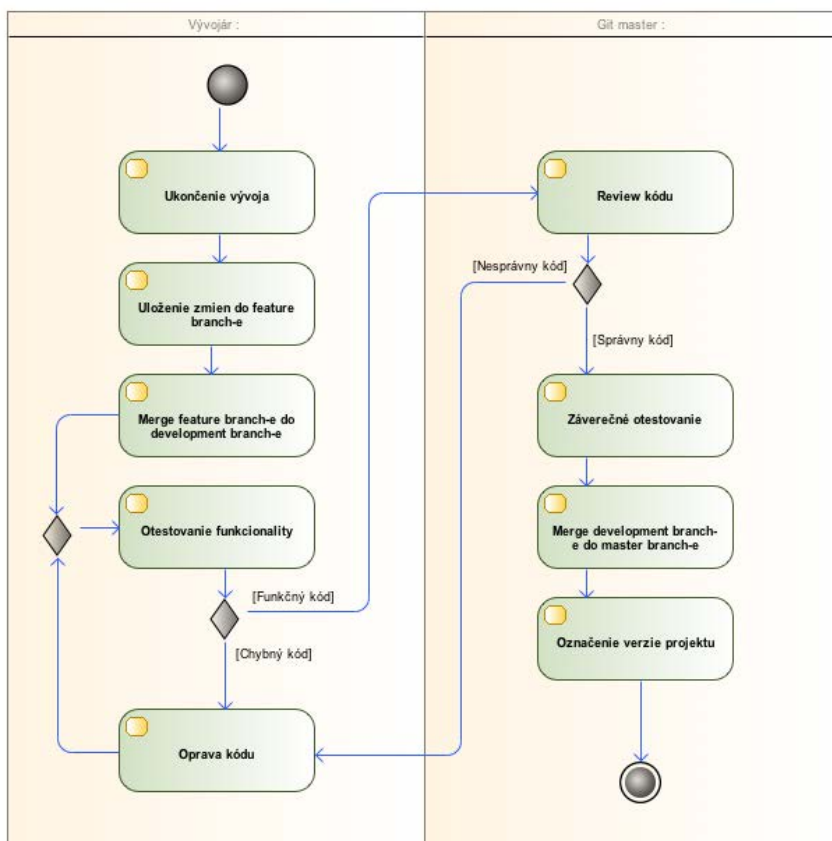 Vývojár :
Git master :
Ukončenie vývoja
Uloženie zmien do feature
branch-e
Merge feature branch-e do
development branch-e
Otestovanie funkcionality
[Funkčný kód]
[Chybný kód]
Oprava kódu
Review kódu
[Nesprávny kód]
[Správny kód]
Záverečné otestovanie
Merge development branch-
e do master branch-e
Označenie verzie projektu